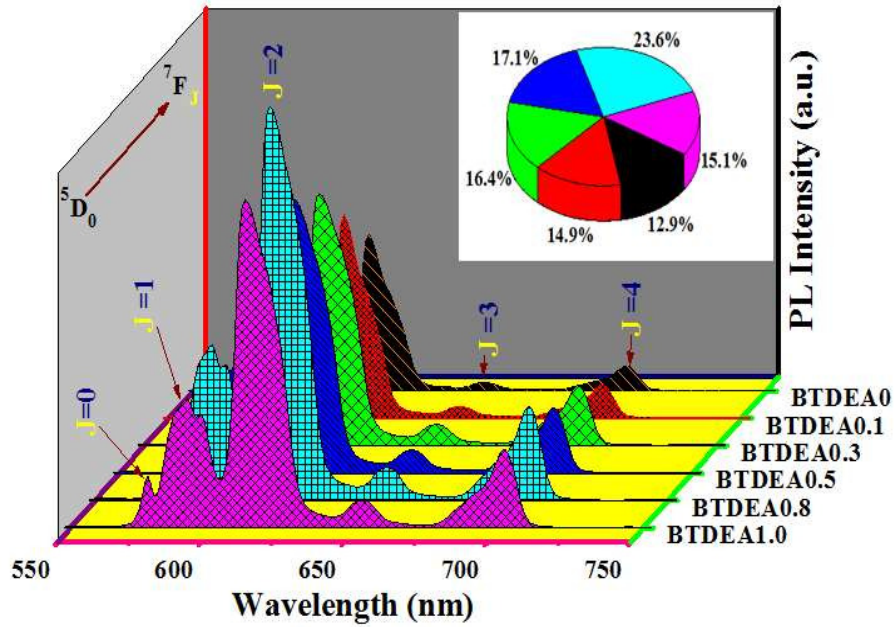 ⁷F_J
⁵D₀
J=0
J =1
J =2
J =3
J =4
17.1%
23.6%
16.4%
15.1%
14.9%
12.9%
PL Intensity (a.u.)
BTDEA0
BTDEA0.1
BTDEA0.3
BTDEA0.5
BTDEA0.8
BTDEA1.0
550
600
650
700
750
Wavelength (nm)